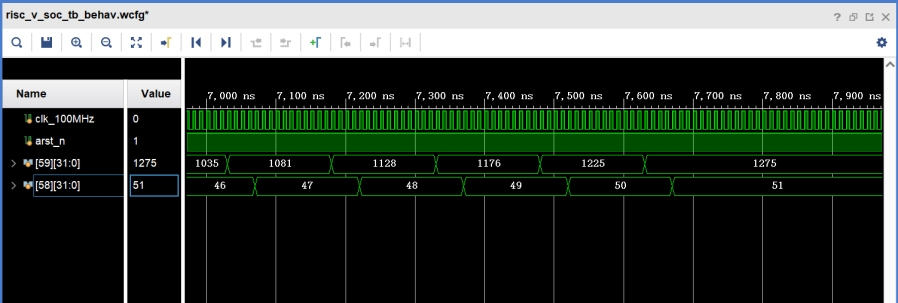 risc_v_soc_tb_behav.wcfg*
Name Value
7,000 ns 7,100 ns 7,200 ns 7,300 ns 7,400 ns 7,500 ns 7,600 ns 7,700 ns 7,800 ns 7,900 ns
clk_100MHz 0
arst_n 1
[59][31:0] 1275 1035 1081 1128 1176 1225 1275
[58][31:0] 51 46 47 48 49 50 51